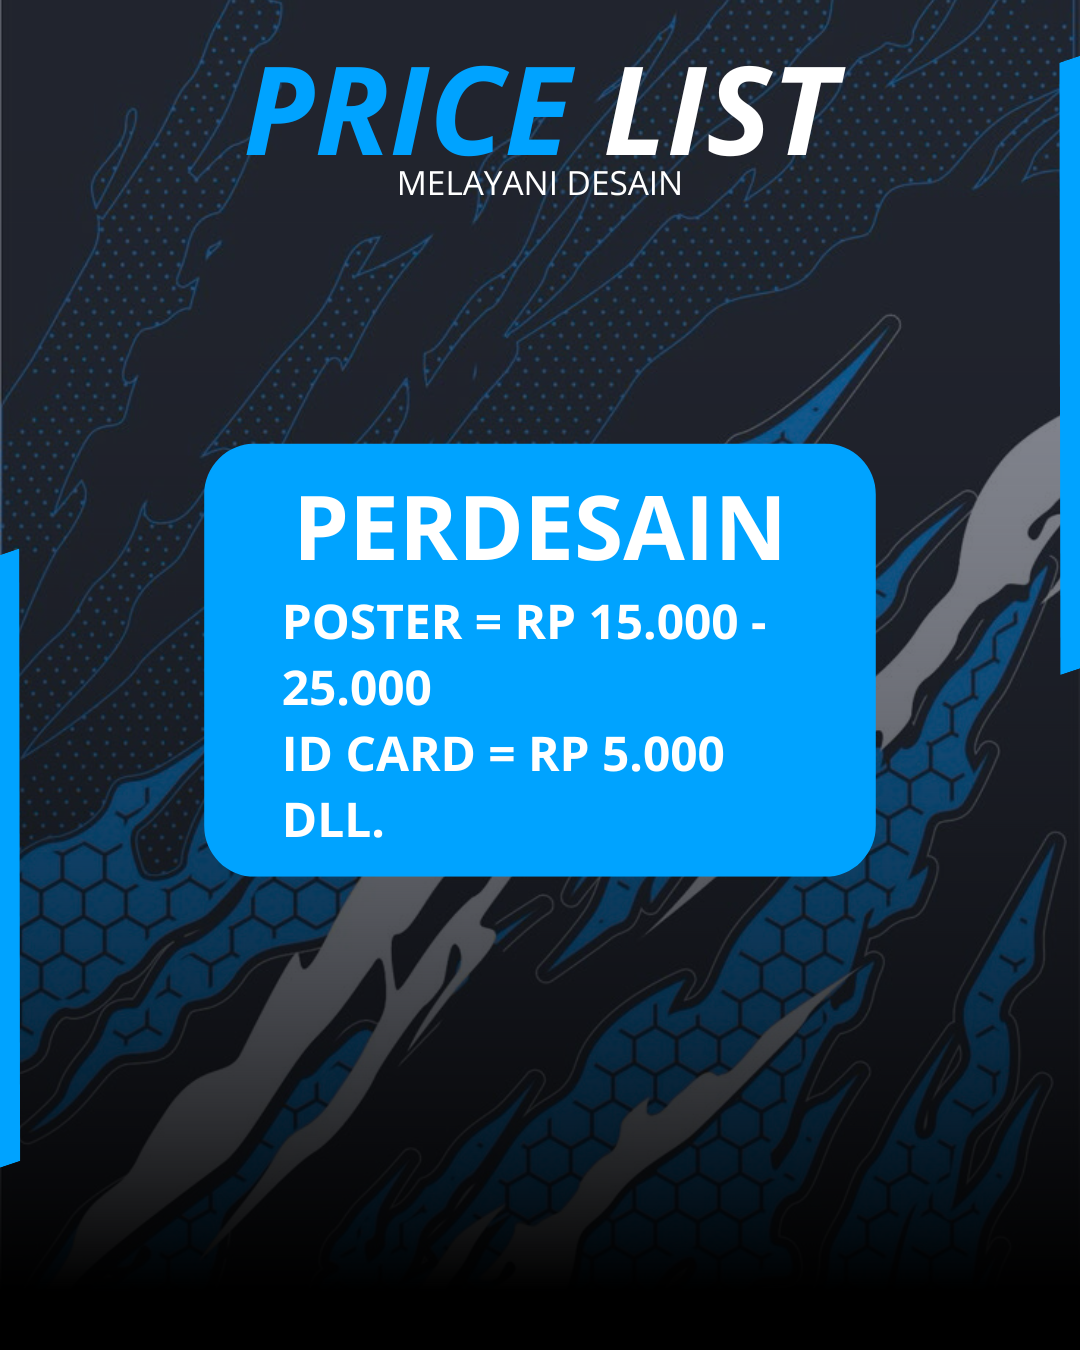 PRICE LIST
MELAYANI DESAIN
PERDESAIN
POSTER = RP 15.000 -
25.000
ID CARD = RP 5.000
DLL.